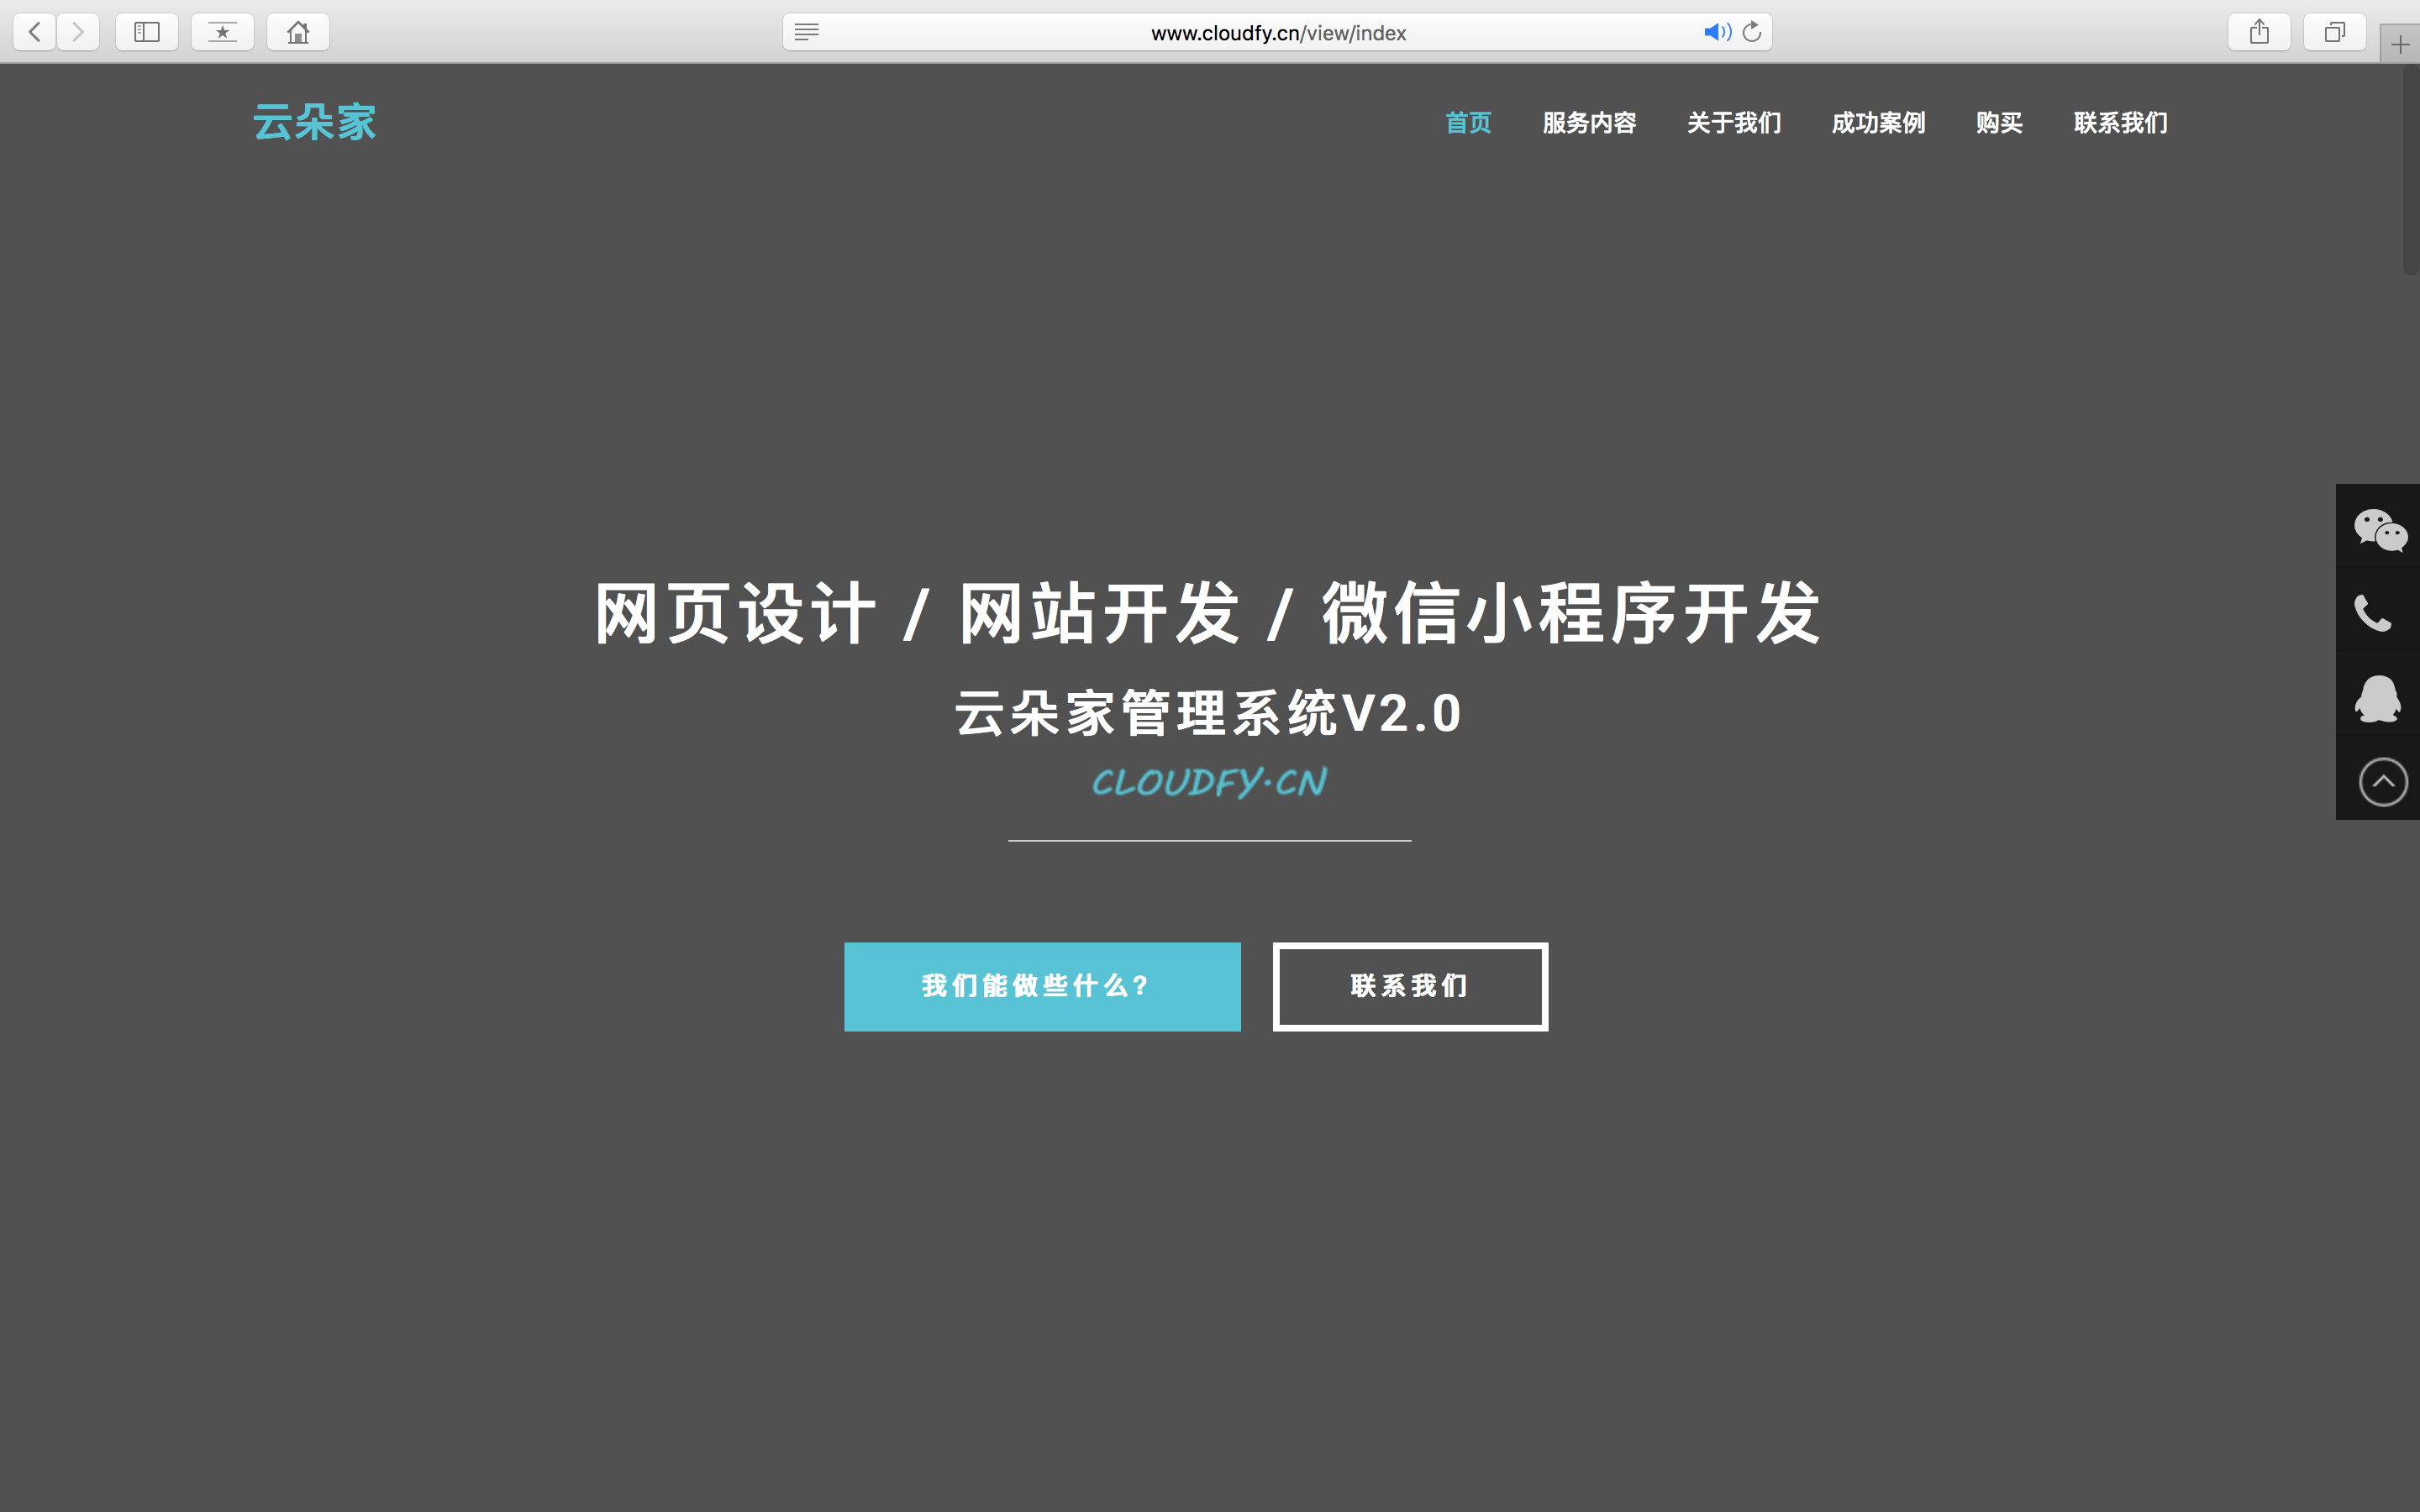 www.cloudfy.cn/view/index
云朵家
首页 服务内容 关于我们 成功案例 购买 联系我们
网页设计 / 网站开发 / 微信小程序开发
云朵家管理系统V2.0
CLOUDFY·CN
我们能做些什么?
联系我们